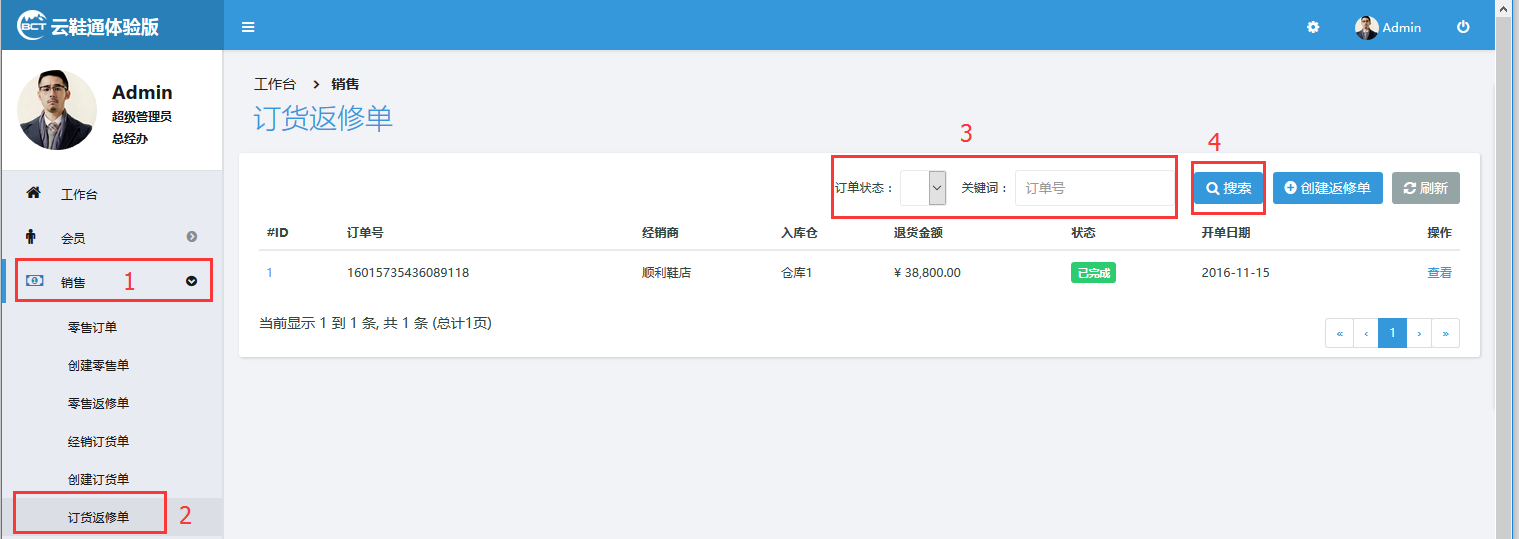 BCT 云鞋通体验版
Admin
Admin
超级管理员
总经办
工作台
会员
销售 1
零售订单
创建零售单
零售返修单
经销订货单
创建订货单
订货返修单 2
工作台 > 销售
订货返修单
3 4
订单状态： 关键词： 订单号 搜索 创建返修单 刷新
#ID 订单号 经销商 入库仓 退货金额 状态 开单日期 操作
1 16015735436089118 顺利鞋店 仓库1 ¥ 38,800.00 已完成 2016-11-15 查看
当前显示 1 到 1 条, 共 1 条 (总计1页)
« ‹ 1 › »